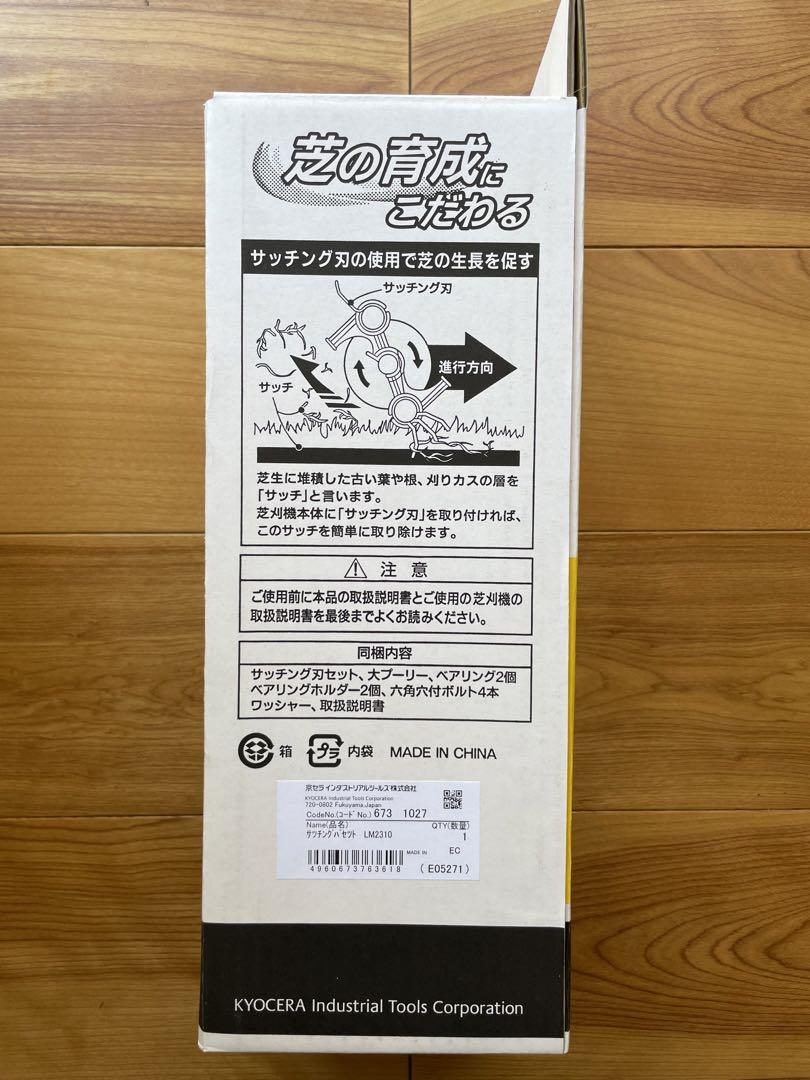 芝の育成に
こだわる
サッチング刃の使用で芝の生長を促す
サッチング刃
進行方向
サッチ
芝生に堆積した古い葉や根、刈りカスの層を
「サッチ」と言います。
芝刈機本体に「サッチング刃」を取り付ければ、
このサッチを簡単に取り除けます。
注意
ご使用前に本品の取扱説明書とご使用の芝刈機の
取扱説明書を最後までよくお読みください。
同梱内容
サッチング刃セット、大プーリー、ベアリング2個
ベアリングホルダー2個、六角穴付ボルト4本
ワッシャー、取扱説明書
箱 プラ 内袋 MADE IN CHINA
京セラインダストリアルツールズ株式会社
KYOCERA Industrial Tools Corporation
720-0802 Fukuyama.Japan
CodeNo.(コードNo.) 673 1027
Name(品名) QTY(数量)
サツチングバセツト LM2310 1
MADE IN EC
4960673763618 (E05271)
KYOCERA Industrial Tools Corporation